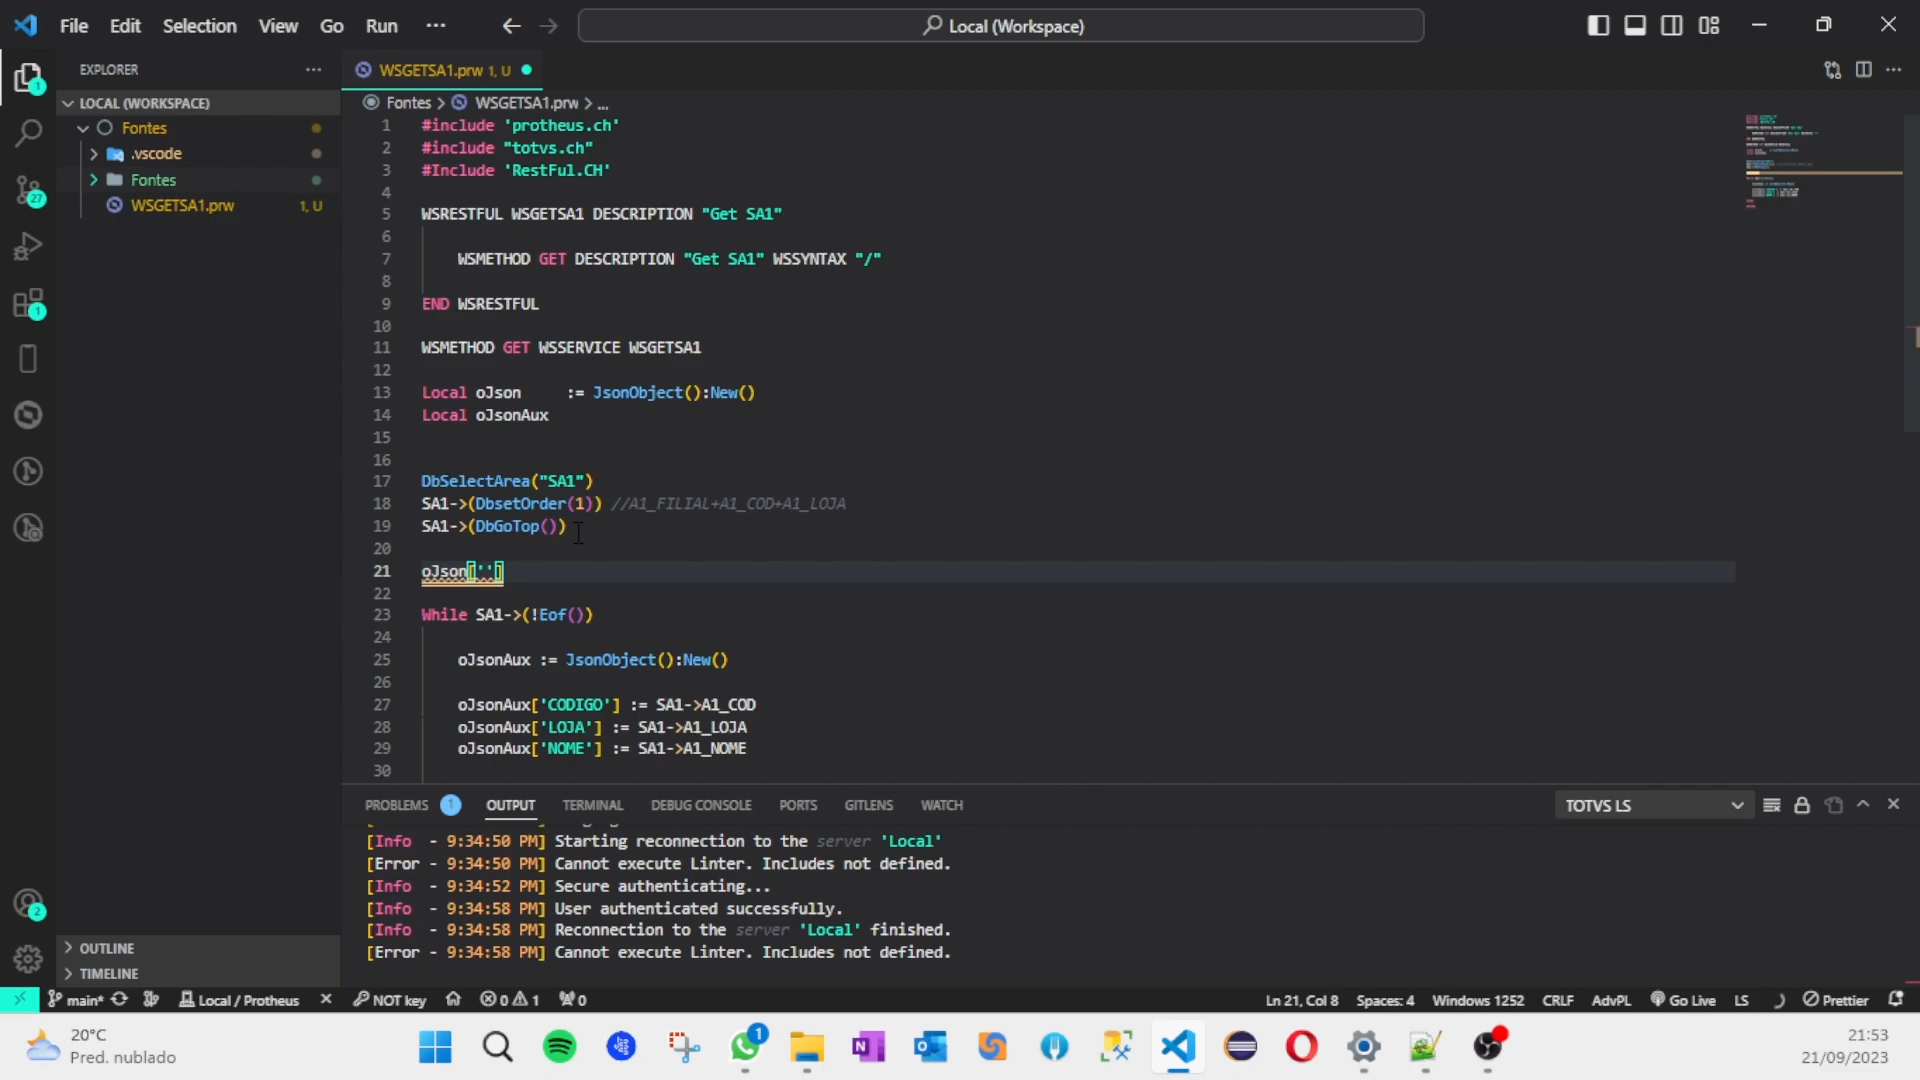 File Edit Selection View Go Run ···
Local (Workspace)
EXPLORER ···
WSGETSA1.prw 1, U
LOCAL (WORKSPACE)
Fontes
.vscode
Fontes
WSGETSA1.prw 1, U
1
27
1
2
Fontes > WSGETSA1.prw > ...
1 #include 'protheus.ch'
2 #include "totvs.ch"
3 #Include 'RestFul.CH'
4
5 WSRESTFUL WSGETSA1 DESCRIPTION "Get SA1"
6
7 WSMETHOD GET DESCRIPTION "Get SA1" WSSYNTAX "/"
8
9 END WSRESTFUL
10
11 WSMETHOD GET WSSERVICE WSGETSA1
12
13 Local oJson := JsonObject():New()
14 Local oJsonAux
15
16
17 DbSelectArea("SA1")
18 SA1->(DbsetOrder(1)) //A1_FILIAL+A1_COD+A1_LOJA
19 SA1->(DbGoTop())
20
21 oJson['']
22
23 While SA1->(!Eof())
24
25 oJsonAux := JsonObject():New()
26
27 oJsonAux['CODIGO'] := SA1->A1_COD
28 oJsonAux['LOJA'] := SA1->A1_LOJA
29 oJsonAux['NOME'] := SA1->A1_NOME
30
PROBLEMS 1 OUTPUT TERMINAL DEBUG CONSOLE PORTS GITLENS WATCH TOTVS LS
[Info - 9:34:50 PM] Starting reconnection to the server 'Local'
[Error - 9:34:50 PM] Cannot execute Linter. Includes not defined.
[Info - 9:34:52 PM] Secure authenticating...
[Info - 9:34:58 PM] User authenticated successfully.
[Info - 9:34:58 PM] Reconnection to the server 'Local' finished.
[Error - 9:34:58 PM] Cannot execute Linter. Includes not defined.
OUTLINE
TIMELINE
main* Local / Protheus NOT key 0 1 0 Ln 21, Col 8 Spaces: 4 Windows 1252 CRLF AdvPL Go Live LS Prettier
20°C
Pred. nublado
1
21:53
21/09/2023